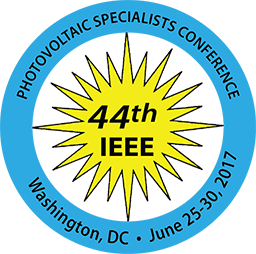 PHOTOVOLTAIC SPECIALISTS CONFERENCE
44th
IEEE
Washington, DC • June 25-30, 2017